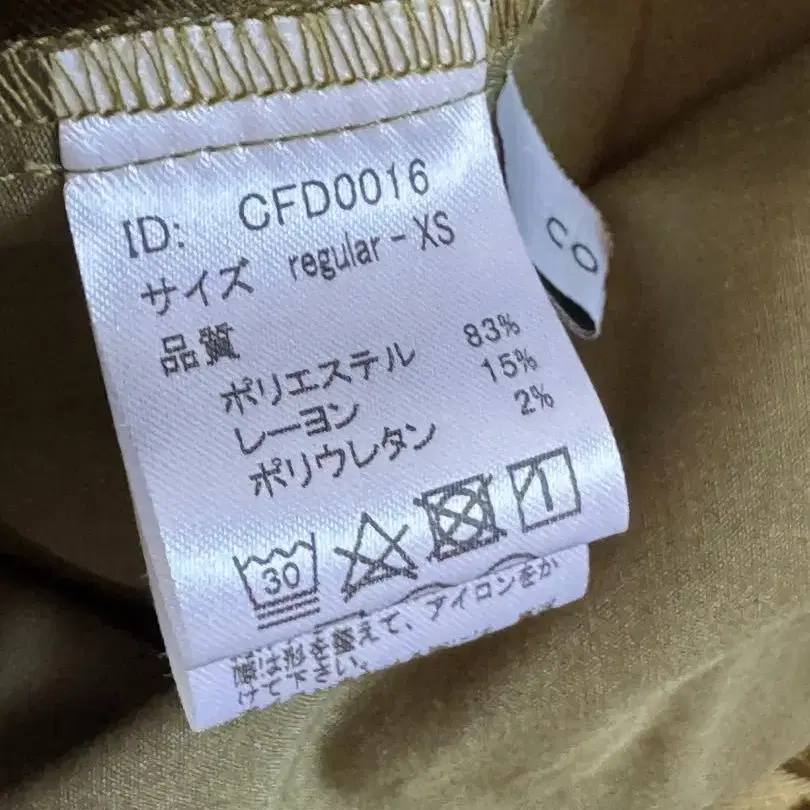 ID: CFD0016
サイズ regular-XS
品質
ポリエステル 83%
レーヨン 15%
ポリウレタン 2%
30
際は形を整えて、アイロンをか
けて下さい。
CO